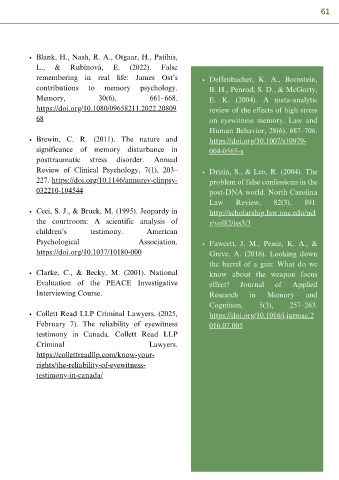 61
• Blank, H., Nash, R. A., Otgaar, H., Patihis,
L., & Rubínová, E. (2022). False
remembering in real life: James Ost's
contributions to memory psychology.
Memory, 30(6), 661–668.
https://doi.org/10.1080/09658211.2022.20809
68
• Brewin, C. R. (2011). The nature and
significance of memory disturbance in
posttraumatic stress disorder. Annual
Review of Clinical Psychology, 7(1), 203–
227. https://doi.org/10.1146/annurev-clinpsy-
032210-104544
• Ceci, S. J., & Bruck, M. (1995). Jeopardy in
the courtroom: A scientific analysis of
children's testimony. American
Psychological Association.
https://doi.org/10.1037/10180-000
• Clarke, C., & Becky, M. (2001). National
Evaluation of the PEACE Investigative
Interviewing Course.
• Collett Read LLP Criminal Lawyers. (2025,
February 7). The reliability of eyewitness
testimony in Canada. Collett Read LLP
Criminal Lawyers.
https://collettreadllp.com/know-your-
rights/the-reliability-of-eyewitness-
testimony-in-canada/
• Deffenbacher, K. A., Bornstein,
B. H., Penrod, S. D., & McGorty,
E. K. (2004). A meta-analytic
review of the effects of high stress
on eyewitness memory. Law and
Human Behavior, 28(6), 687–706.
https://doi.org/10.1007/s10979-
004-0565-x
• Drizin, S., & Leo, R. (2004). The
problem of false confessions in the
post-DNA world. North Carolina
Law Review, 82(3), 891.
http://scholarship.law.unc.edu/ncl
r/vol82/iss3/3
• Fawcett, J. M., Peace, K. A., &
Greve, A. (2016). Looking down
the barrel of a gun: What do we
know about the weapon focus
effect? Journal of Applied
Research in Memory and
Cognition, 5(3), 257–263.
https://doi.org/10.1016/j.jarmac.2
016.07.005